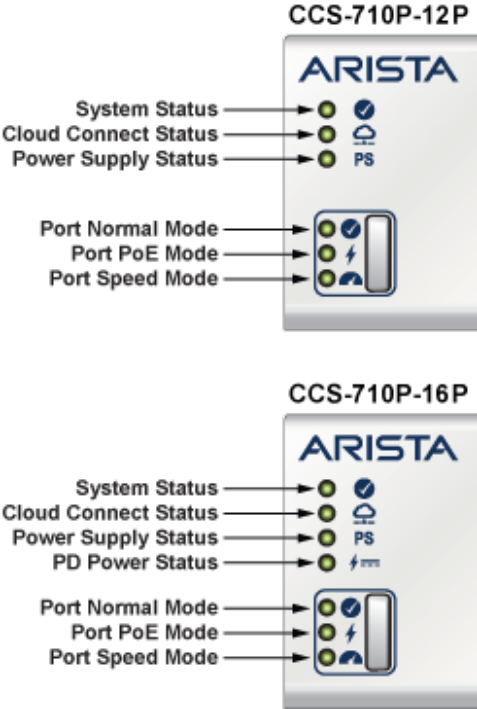 CCS-710P-12P
ARISTA
System Status
Cloud Connect Status
Power Supply Status PS
Port Normal Mode
Port PoE Mode
Port Speed Mode
CCS-710P-16P
ARISTA
System Status
Cloud Connect Status
Power Supply Status PS
PD Power Status
Port Normal Mode
Port PoE Mode
Port Speed Mode